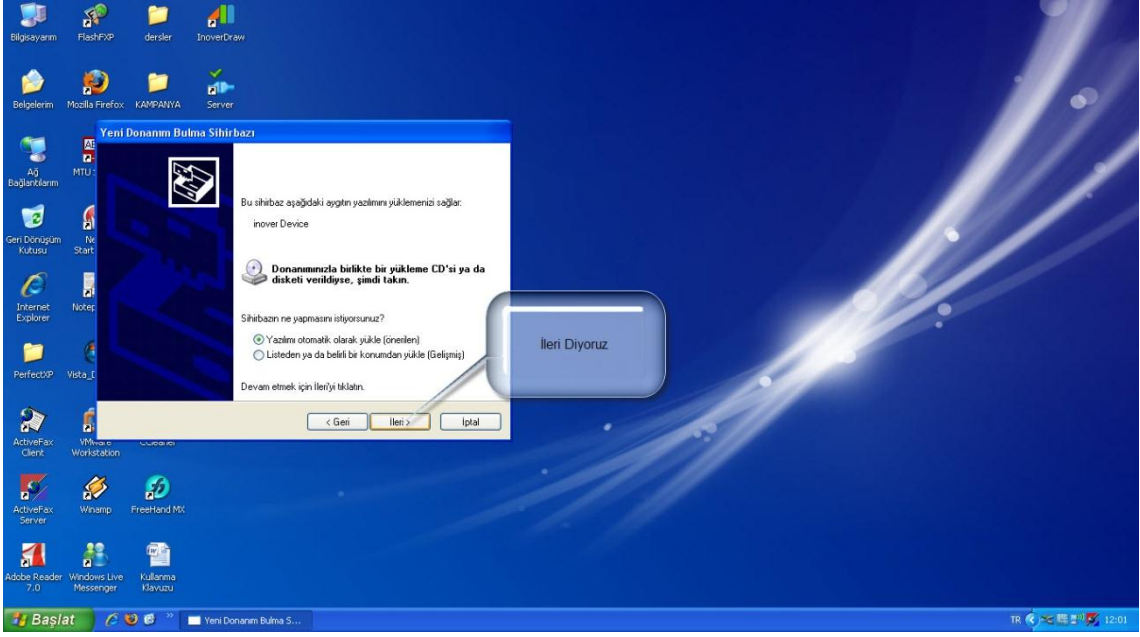 Bilgisayarım
FlashFXP
dersler
InoverDraw
Belgelerim
Mozilla Firefox
KAMPANYA
Server
Yeni Donanım Bulma Sihirbazı
Ağ
Bağlantılarım
MTU
Bu sihirbaz aşağıdaki aygıtın yazılımını yüklemenizi sağlar:
inover Device
Geri Dönüşüm
Kutusu
Start
Donanımınızla birlikte bir yükleme CD'si ya da
disketi verildiyse, şimdi takın.
Internet
Explorer
Sihirbazın ne yapmasını istiyorsunuz?
Yazılımı otomatik olarak yükle (önerilen)
Listeden ya da belirli bir konumdan yükle (Gelişmiş)
İleri Diyoruz
PerfectXP
Devam etmek için İleri'yi tıklatın.
< Geri
İleri >
İptal
ActiveFax
Client
VMware
Workstation
CCleaner
ActiveFax
Server
Winamp
FreeHand MX
Adobe Reader
7.0
Windows Live
Messenger
Kullanma
Klavuzu
Başlat
Yeni Donanım Bulma S...
TR
12:01